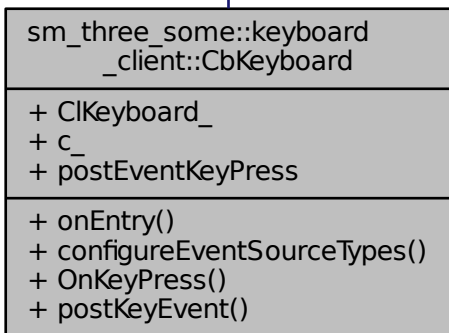 sm_three_some::keyboard
_client::CbKeyboard
+ ClKeyboard_
+ c_
+ postEventKeyPress
+ onEntry()
+ configureEventSourceTypes()
+ OnKeyPress()
+ postKeyEvent()